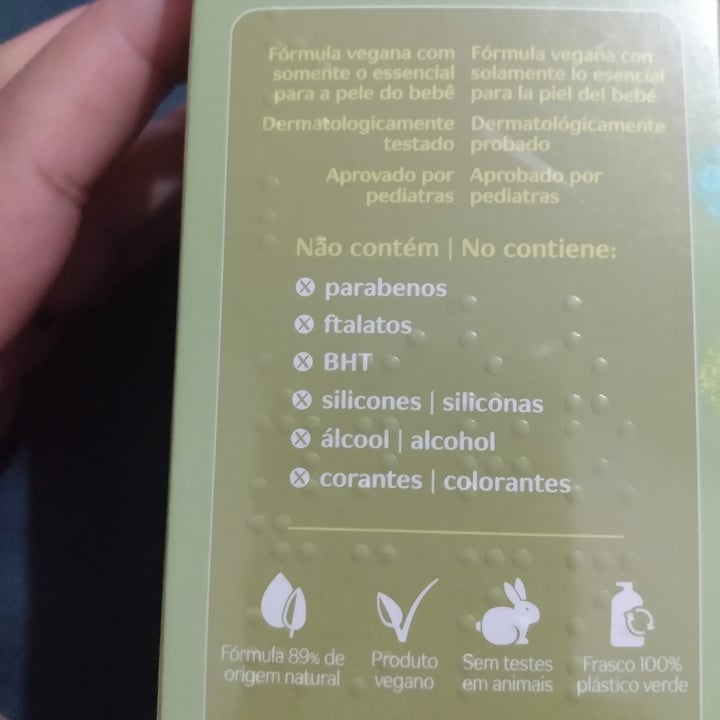 Fórmula vegana com
somente o essencial
para a pele do bebê
Fórmula vegana con
solamente lo esencial
para la piel del bebé
Dermatologicamente
testado
Dermatológicamente
probado
Aprovado por
pediatras
Aprobado por
pediatras
Não contém | No contiene:
parabenos
ftalatos
BHT
silicones | siliconas
álcool | alcohol
corantes | colorantes
Fórmula 89% de
origem natural
Produto
vegano
Sem testes
em animais
Frasco 100%
plástico verde